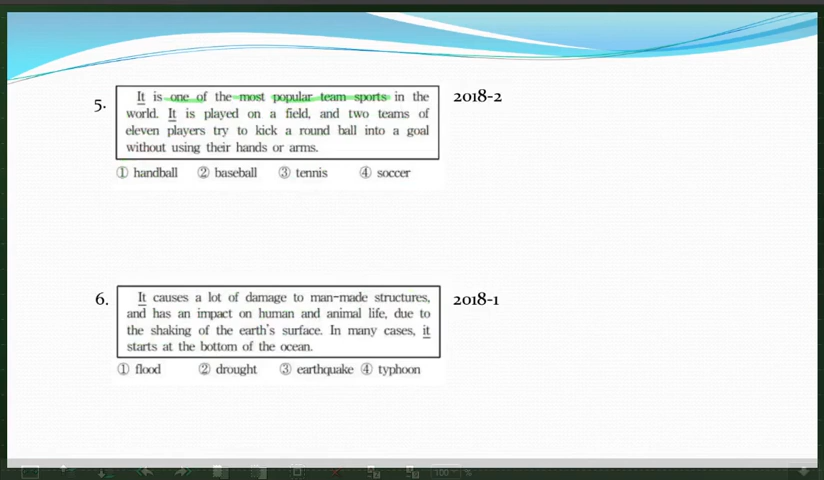 5.
It is one of the most popular team sports in the
world. It is played on a field, and two teams of
eleven players try to kick a round ball into a goal
without using their hands or arms.
2018-2
① handball ② baseball ③ tennis ④ soccer
6.
It causes a lot of damage to man-made structures,
and has an impact on human and animal life, due to
the shaking of the earth's surface. In many cases, it
starts at the bottom of the ocean.
2018-1
① flood ② drought ③ earthquake ④ typhoon
100 %